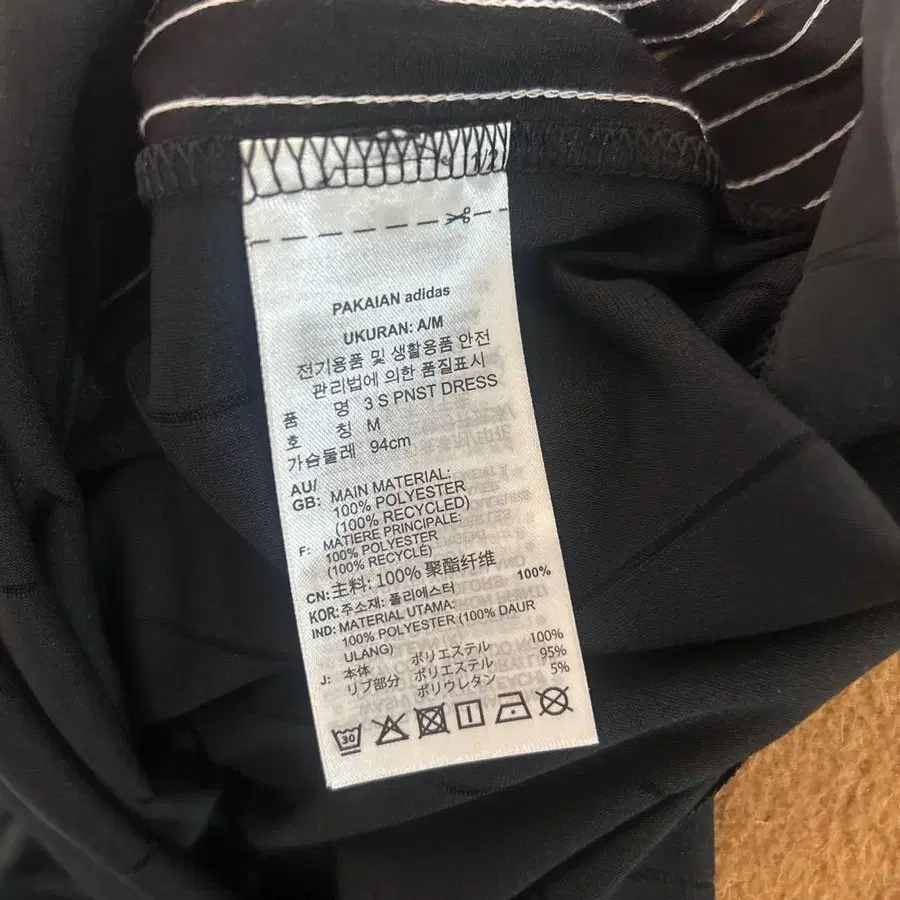 1/2
PAKAIAN adidas
UKURAN: A/M
전기용품 및 생활용품 안전
관리법에 의한 품질표시
품 명 3 S PNST DRESS
호 칭 M
가슴둘레 94cm
AU/
GB: MAIN MATERIAL:
100% POLYESTER
(100% RECYCLED)
F: MATIERE PRINCIPALE:
100% POLYESTER
(100% RECYCLÉ)
CN: 主料: 100% 聚酯纤维
KOR: 주소재: 폴리에스터 100%
IND: MATERIAL UTAMA:
100% POLYESTER (100% DAUR
ULANG)
J: 本体 ポリエステル 100%
リブ部分 ポリエステル 95%
ポリウレタン 5%
30